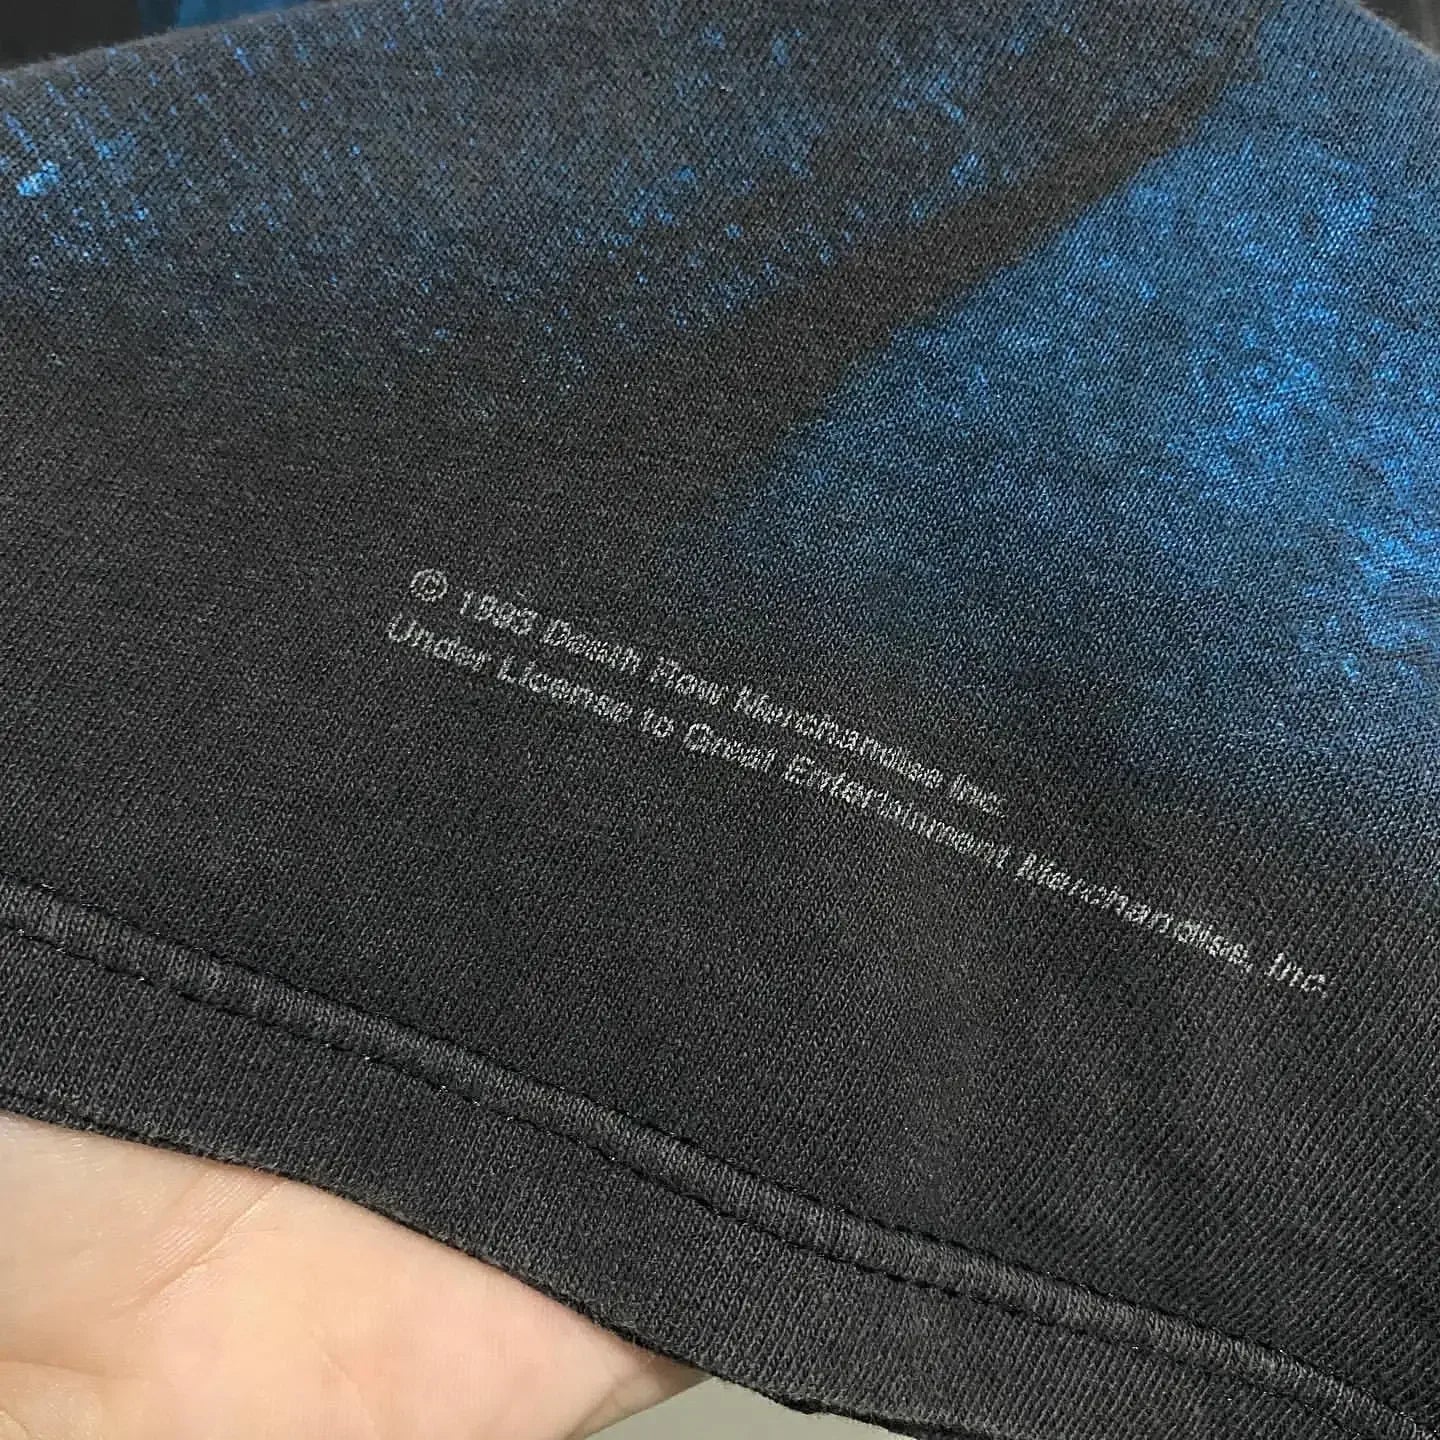 © 1993 Death Row Merchandise Inc.
Under License to Great Entertainment Merchandise, Inc.